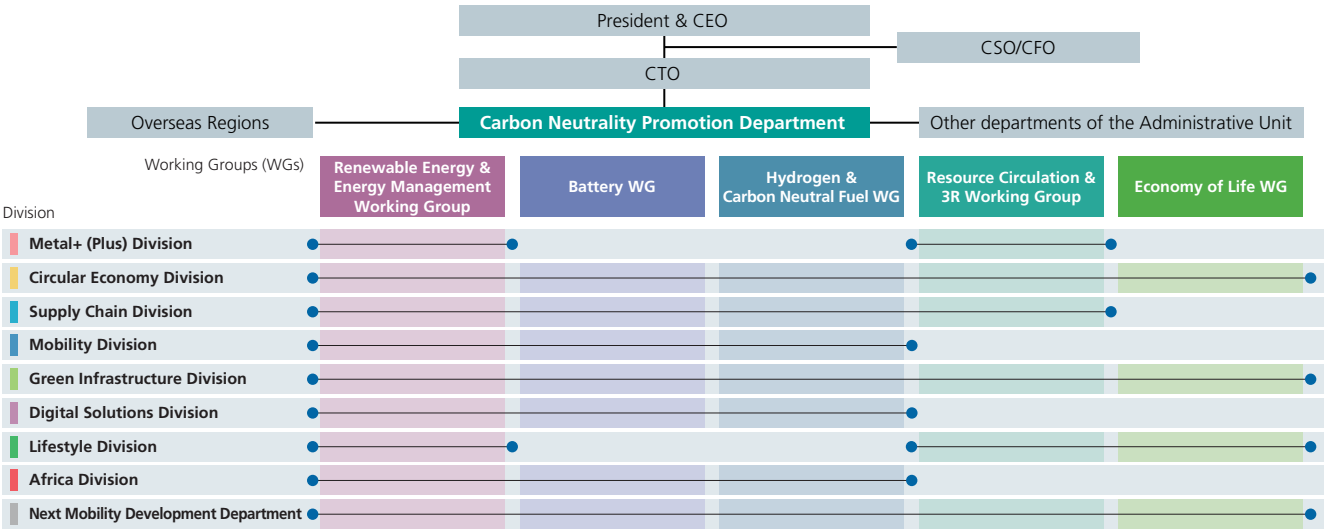 President & CEO
CSO/CFO
CTO
Overseas Regions
Carbon Neutrality Promotion Department
Other departments of the Administrative Unit
Working Groups (WGs)
Renewable Energy &
Energy Management
Working Group
Battery WG
Hydrogen &
Carbon Neutral Fuel WG
Resource Circulation &
3R Working Group
Economy of Life WG
Division
Metal+ (Plus) Division
Circular Economy Division
Supply Chain Division
Mobility Division
Green Infrastructure Division
Digital Solutions Division
Lifestyle Division
Africa Division
Next Mobility Development Department